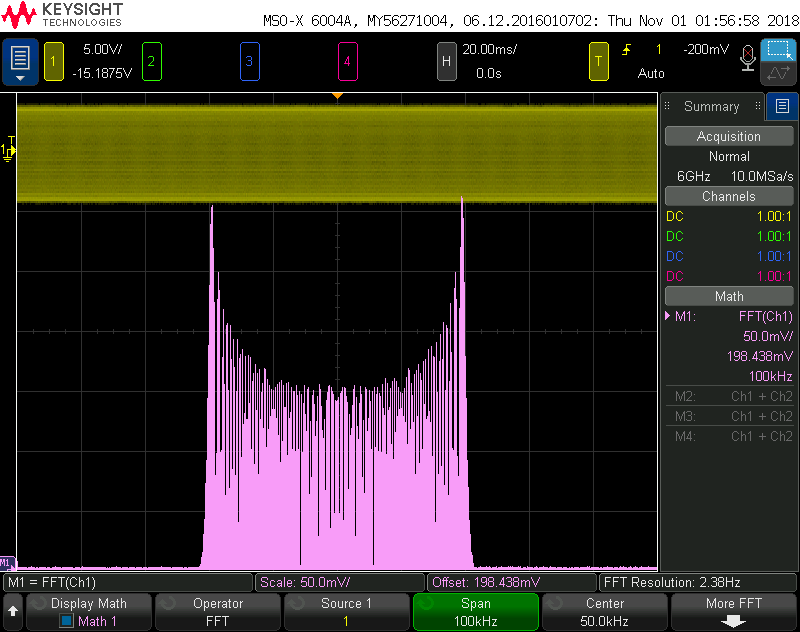 KEYSIGHT
TECHNOLOGIES
MSO-X 6004A, MY56271004, 06.12.2016010702: Thu Nov 01 01:56:58 2018
1 5.00V/ 2 3 4 H 20.00ms/ T 1 -200mV
-15.1875V 0.0s Auto
Summary
Acquisition
Normal
6GHz 10.0MSa/s
Channels
DC 1.00:1
DC 1.00:1
DC 1.00:1
DC 1.00:1
Math
M1: FFT(Ch1)
50.0mV/
198.438mV
100kHz
M2: Ch1 + Ch2
M3: Ch1 + Ch2
M4: Ch1 + Ch2
T
1
M1
M1 = FFT(Ch1) Scale: 50.0mV/ Offset: 198.438mV FFT Resolution: 2.38Hz
Display Math Operator Source 1 Span Center More FFT
Math 1 FFT 1 100kHz 50.0kHz